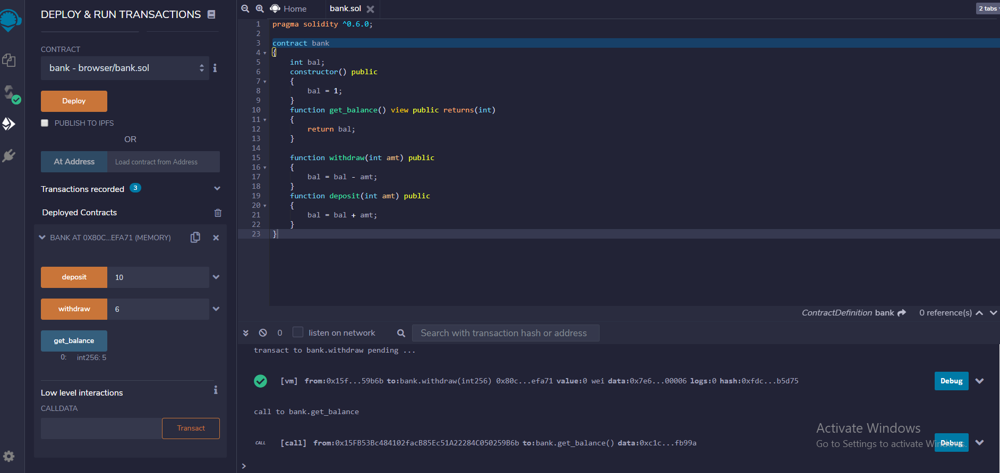 DEPLOY & RUN TRANSACTIONS
CONTRACT
bank - browser/bank.sol
Deploy
PUBLISH TO IPFS
OR
At Address
Load contract from Address
Transactions recorded 3
Deployed Contracts
BANK AT 0X80C...EFA71 (MEMORY)
deposit 10
withdraw 6
get_balance
0: int256: 5
Low level interactions
CALLDATA
Transact
Home
bank.sol
2 tabs
1 pragma solidity ^0.6.0;
2
3 contract bank
4 {
5 int bal;
6 constructor() public
7 {
8 bal = 1;
9 }
10 function get_balance() view public returns(int)
11 {
12 return bal;
13 }
14
15 function withdraw(int amt) public
16 {
17 bal = bal - amt;
18 }
19 function deposit(int amt) public
20 {
21 bal = bal + amt;
22 }
23 }
ContractDefinition bank 0 reference(s)
0 listen on network Search with transaction hash or address
transact to bank.withdraw pending ...
[vm] from:0x15f...59b6b to:bank.withdraw(int256) 0x80c...efa71 value:0 wei data:0x7e6...00006 logs:0 hash:0xfdc...b5d75
Debug
call to bank.get_balance
CALL [call] from:0x15FB53Bc484102facB85Ec51A22284C050259B6b to:bank.get_balance() data:0xc1c...fb99a
Debug
Activate Windows
Go to Settings to activate Windows.
>